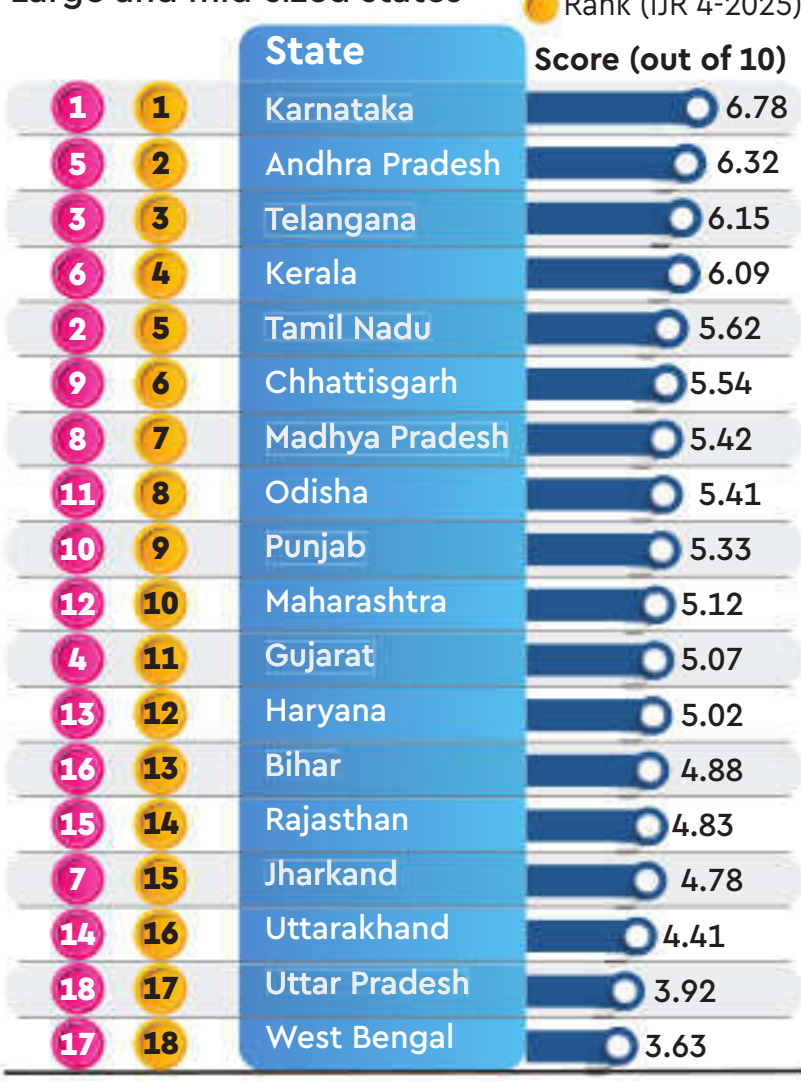 Large and mid-sized states
Rank (IJR 4-2025)
State Score (out of 10)
1 1 Karnataka 6.78
5 2 Andhra Pradesh 6.32
3 3 Telangana 6.15
6 4 Kerala 6.09
2 5 Tamil Nadu 5.62
9 6 Chhattisgarh 5.54
8 7 Madhya Pradesh 5.42
11 8 Odisha 5.41
10 9 Punjab 5.33
12 10 Maharashtra 5.12
4 11 Gujarat 5.07
13 12 Haryana 5.02
16 13 Bihar 4.88
15 14 Rajasthan 4.83
7 15 Jharkand 4.78
14 16 Uttarakhand 4.41
18 17 Uttar Pradesh 3.92
17 18 West Bengal 3.63